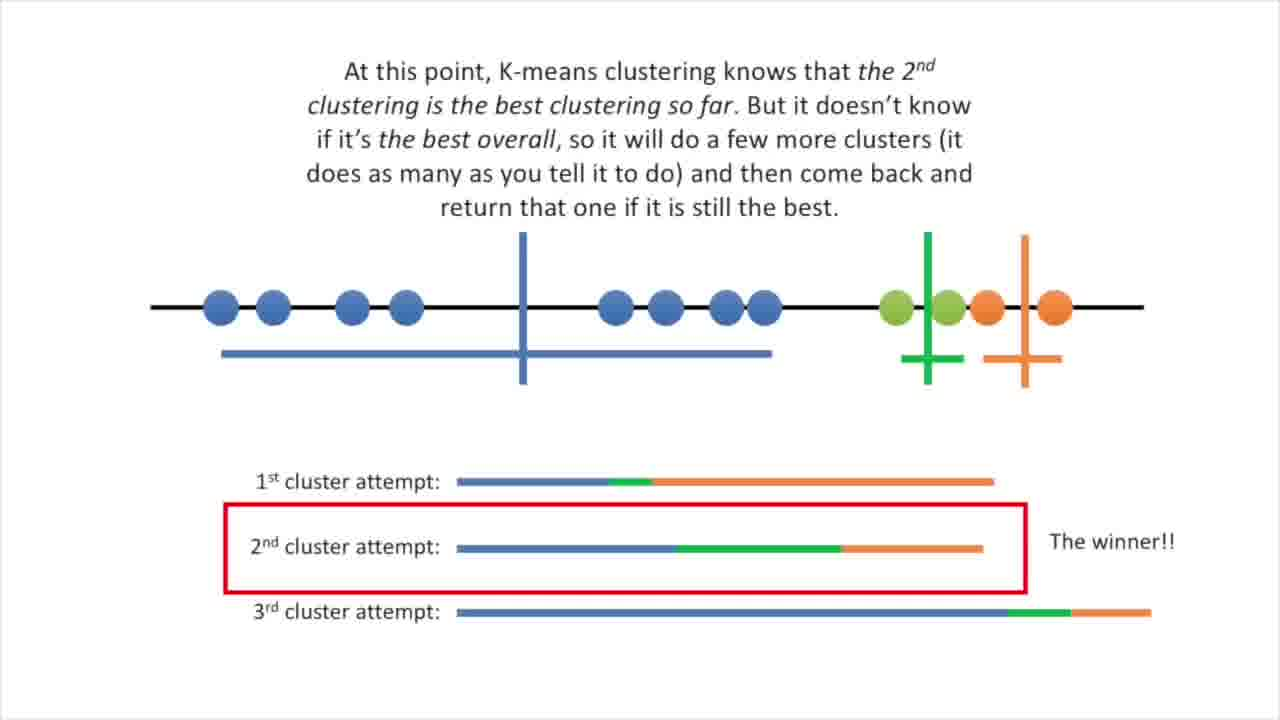 At this point, K-means clustering knows that the 2nd
clustering is the best clustering so far. But it doesn’t know
if it’s the best overall, so it will do a few more clusters (it
does as many as you tell it to do) and then come back and
return that one if it is still the best.
1st cluster attempt:
2nd cluster attempt:
The winner!!
3rd cluster attempt: